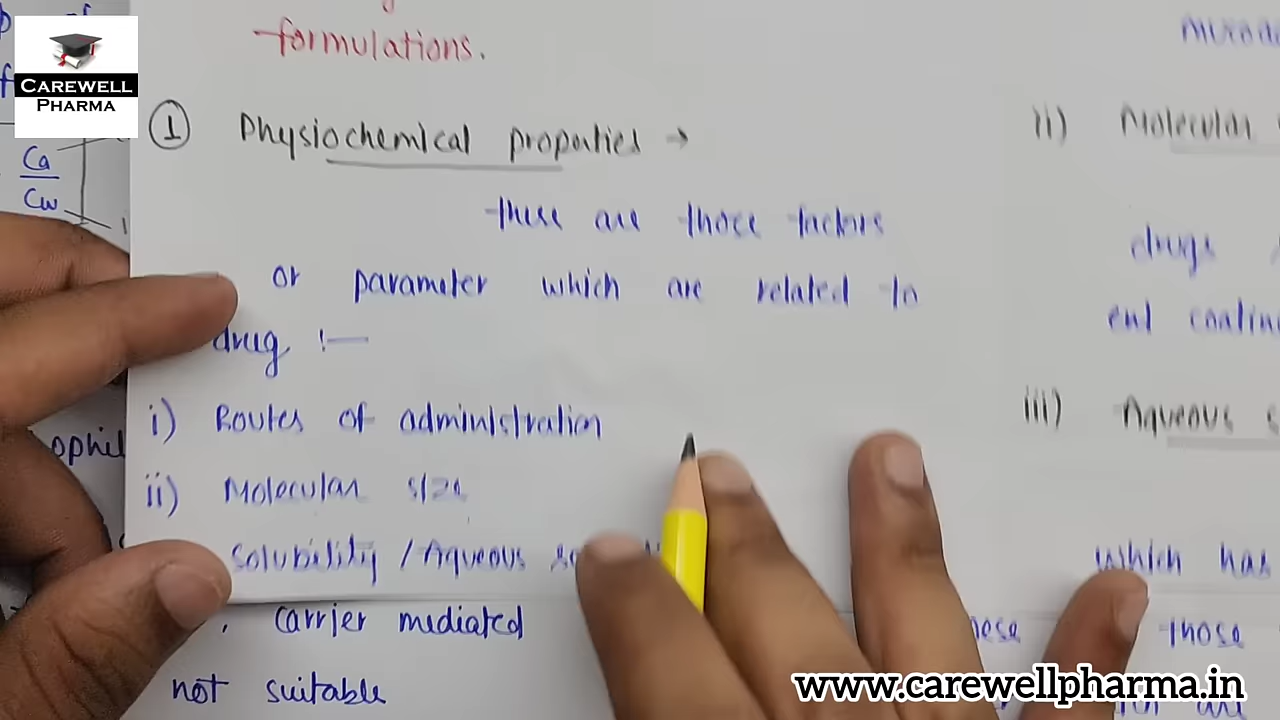 CAREWELL
PHARMA
formulations.
① Physiochemical properties →
these are those factors
or parameter which are related to
drug :—
i) Routes of administration
ii) Molecular size
Solubility / Aqueous
carrier mediated
not suitable
Ca
Cw
ii) Molecular
drugs
ent coating
iii) Aqueous s
which has
those
www.carewellpharma.in